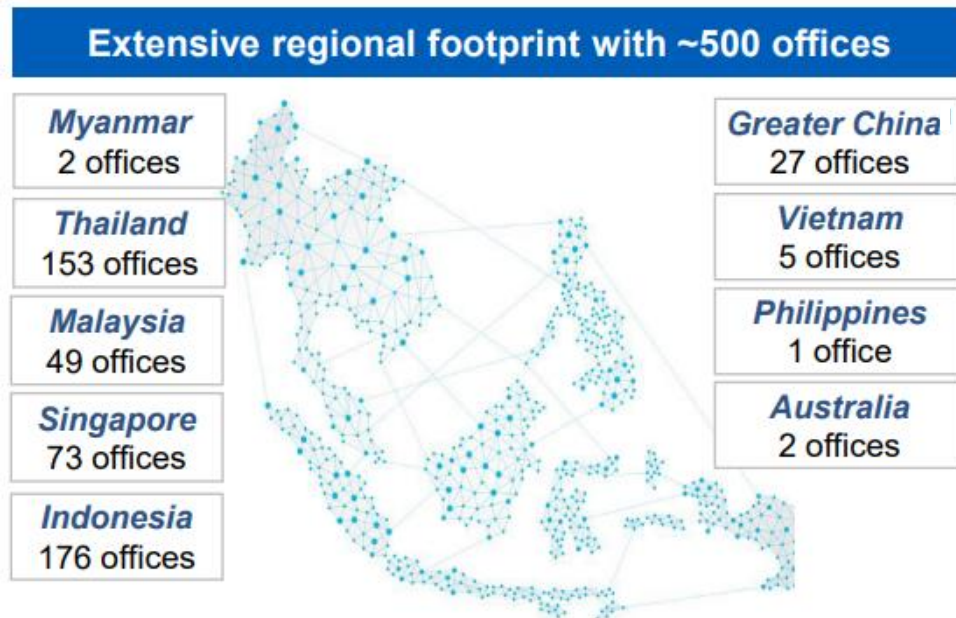 Extensive regional footprint with ~500 offices
Myanmar
2 offices
Thailand
153 offices
Malaysia
49 offices
Singapore
73 offices
Indonesia
176 offices
Greater China
27 offices
Vietnam
5 offices
Philippines
1 office
Australia
2 offices